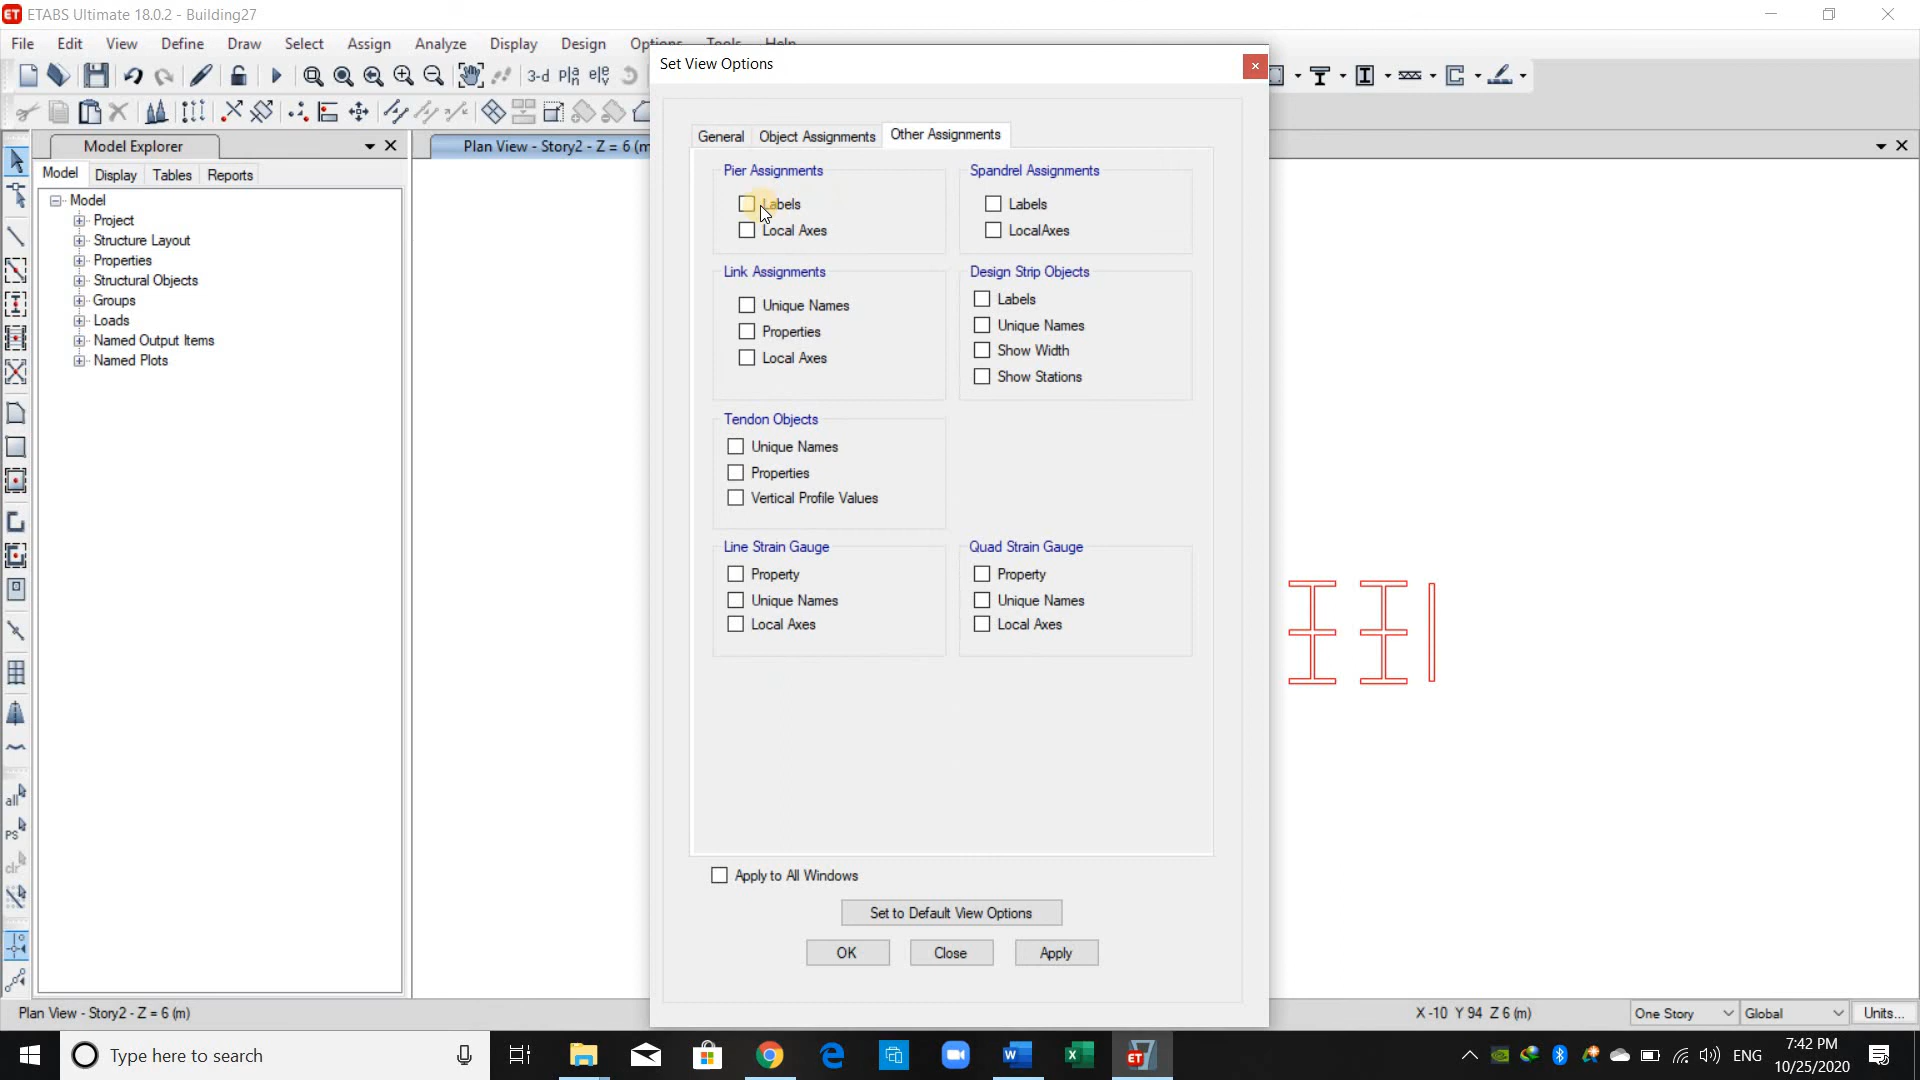 ETABS Ultimate 18.0.2 - Building27
File Edit View Define Draw Select Assign Analyze Display Design
Set View Options
3-d
Model Explorer
Plan View - Story2 - Z = 6 (m
General Object Assignments Other Assignments
Model Display Tables Reports
Model
Project
Structure Layout
Properties
Structural Objects
Groups
Loads
Named Output Items
Named Plots
Pier Assignments
Labels
Local Axes
Spandrel Assignments
Labels
LocalAxes
Link Assignments
Unique Names
Properties
Local Axes
Design Strip Objects
Labels
Unique Names
Show Width
Show Stations
Tendon Objects
Unique Names
Properties
Vertical Profile Values
Line Strain Gauge
Property
Unique Names
Local Axes
Quad Strain Gauge
Property
Unique Names
Local Axes
all
PS
clr
Apply to All Windows
Set to Default View Options
OK Close Apply
Plan View - Story2 - Z = 6 (m)
X -10 Y 94 Z 6 (m)
One Story
Global
Units...
Type here to search
ENG
7:42 PM
10/25/2020